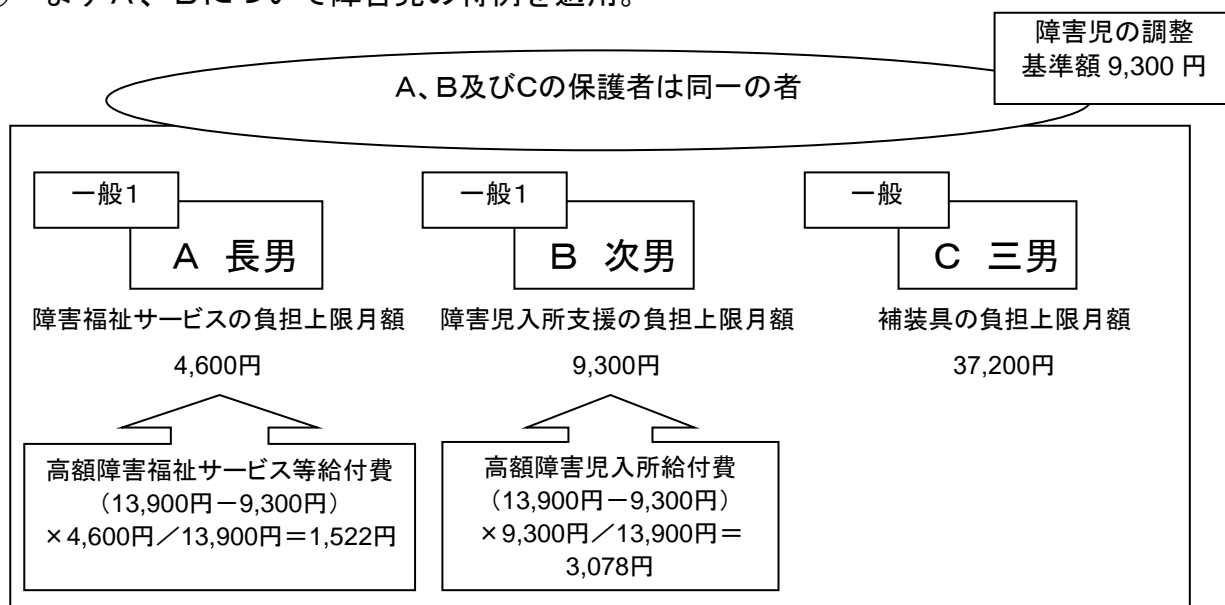 まずA、Bについて障害児の特例を適用。
障害児の調整
基準額 9,300 円
A、B及びCの保護者は同一の者
一般1
A 長男
障害福祉サービスの負担上限月額
4,600円
高額障害福祉サービス等給付費
(13,900円-9,300円)
×4,600円/13,900円=1,522円
一般1
B 次男
障害児入所支援の負担上限月額
9,300円
高額障害児入所給付費
(13,900円-9,300円)
×9,300円/13,900円=
3,078円
一般
C 三男
補装具の負担上限月額
37,200円